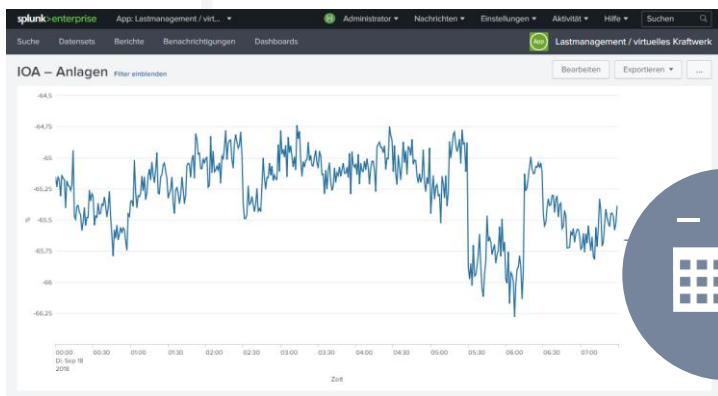 splunk>enterprise App: Lastmanagement / virt... Administrator Nachrichten Einstellungen Aktivität Hilfe Suchen
Suche Datensets Berichte Benachrichtigungen Dashboards App Lastmanagement / virtuelles Kraftwerk
IOA – Anlagen Filter einblenden Bearbeiten Exportieren ...
-64,5
-64,75
-65
-65,25
-65,5
-65,75
-66
-66,25
%
00:00 00:30 01:00 01:30 02:00 02:30 03:00 03:30 04:00 04:30 05:00 05:30 06:00 06:30 07:00
Di. Sep 18
2018
Zeit